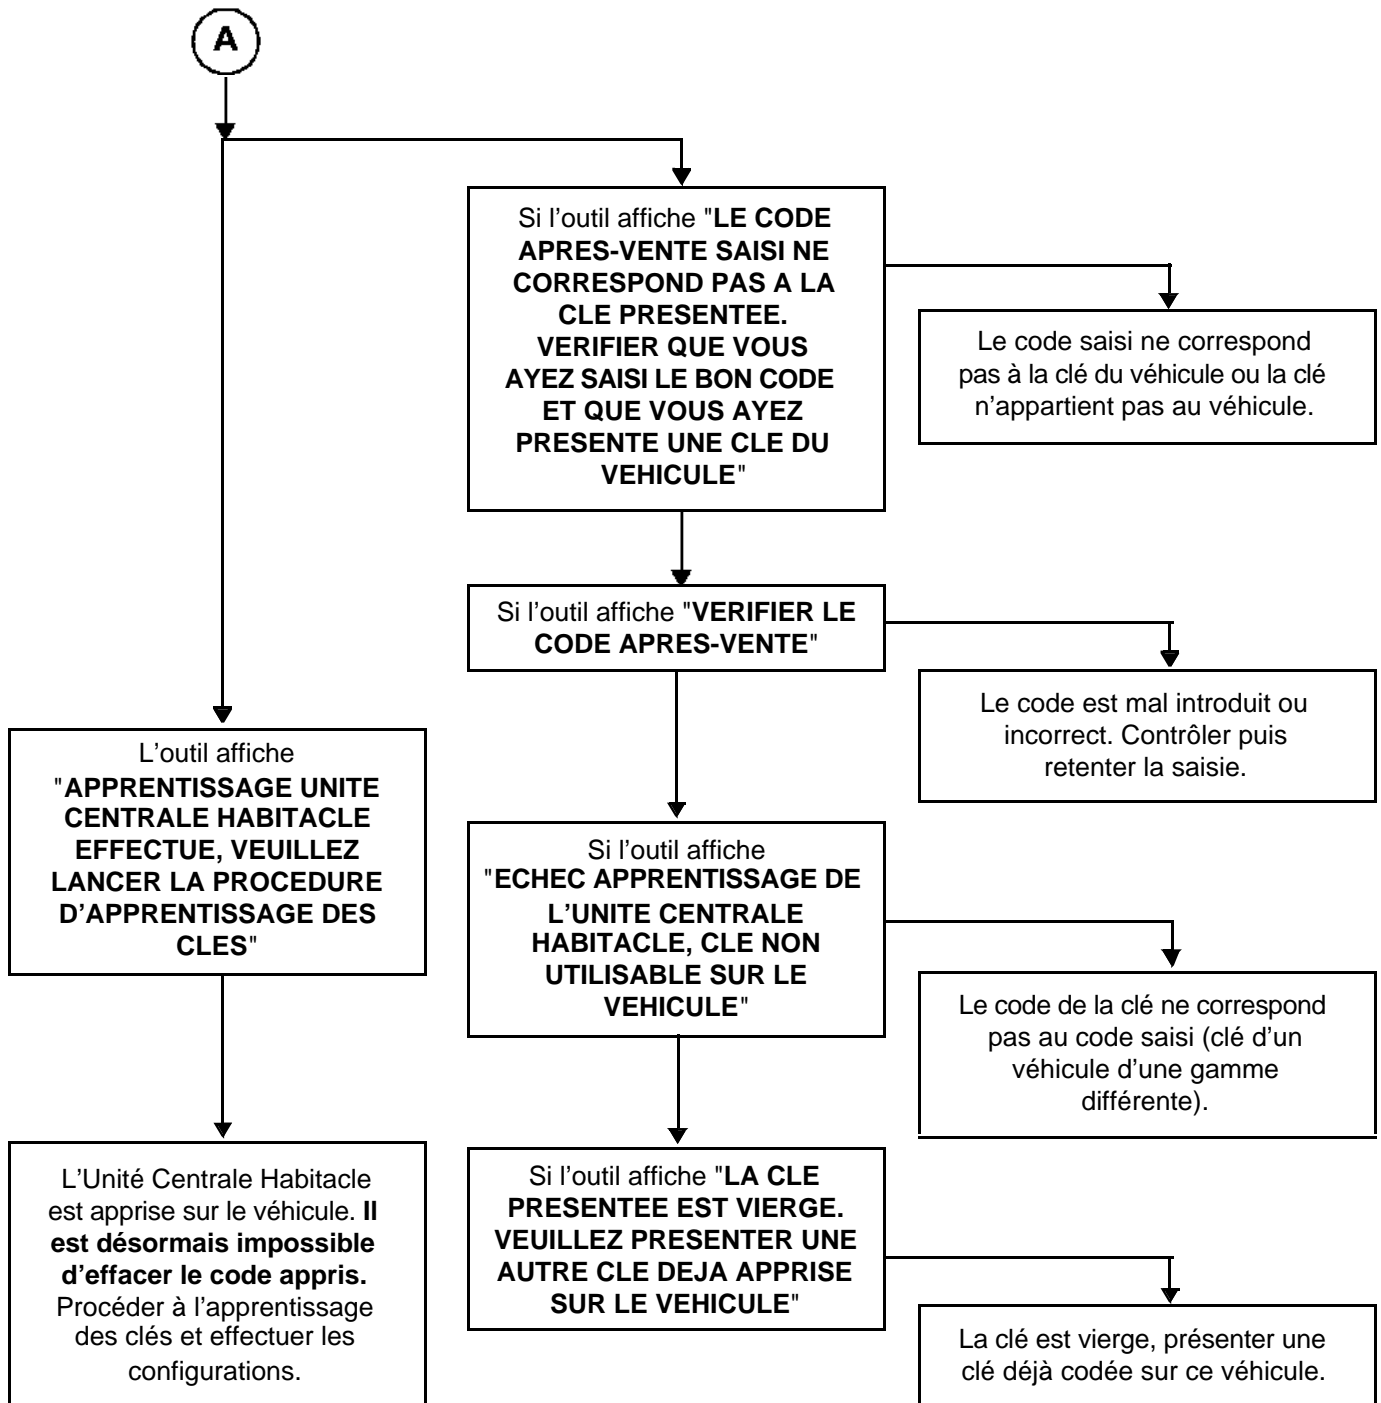 A
Si l’outil affiche "LE CODE
APRES-VENTE SAISI NE
CORRESPOND PAS A LA
CLE PRESENTEE.
VERIFIER QUE VOUS
AYEZ SAISI LE BON CODE
ET QUE VOUS AYEZ
PRESENTE UNE CLE DU
VEHICULE"
Le code saisi ne correspond
pas à la clé du véhicule ou la clé
n’appartient pas au véhicule.
Si l’outil affiche "VERIFIER LE
CODE APRES-VENTE"
Le code est mal introduit ou
incorrect. Contrôler puis
retenter la saisie.
L’outil affiche
"APPRENTISSAGE UNITE
CENTRALE HABITACLE
EFFECTUE, VEUILLEZ
LANCER LA PROCEDURE
D’APPRENTISSAGE DES
CLES"
Si l’outil affiche
"ECHEC APPRENTISSAGE DE
L’UNITE CENTRALE
HABITACLE, CLE NON
UTILISABLE SUR LE
VEHICULE"
Le code de la clé ne correspond
pas au code saisi (clé d’un
véhicule d’une gamme
différente).
L’Unité Centrale Habitacle
est apprise sur le véhicule. Il
est désormais impossible
d’effacer le code appris.
Procéder à l’apprentissage
des clés et effectuer les
configurations.
Si l’outil affiche "LA CLE
PRESENTEE EST VIERGE.
VEUILLEZ PRESENTER UNE
AUTRE CLE DEJA APPRISE
SUR LE VEHICULE"
La clé est vierge, présenter une
clé déjà codée sur ce véhicule.